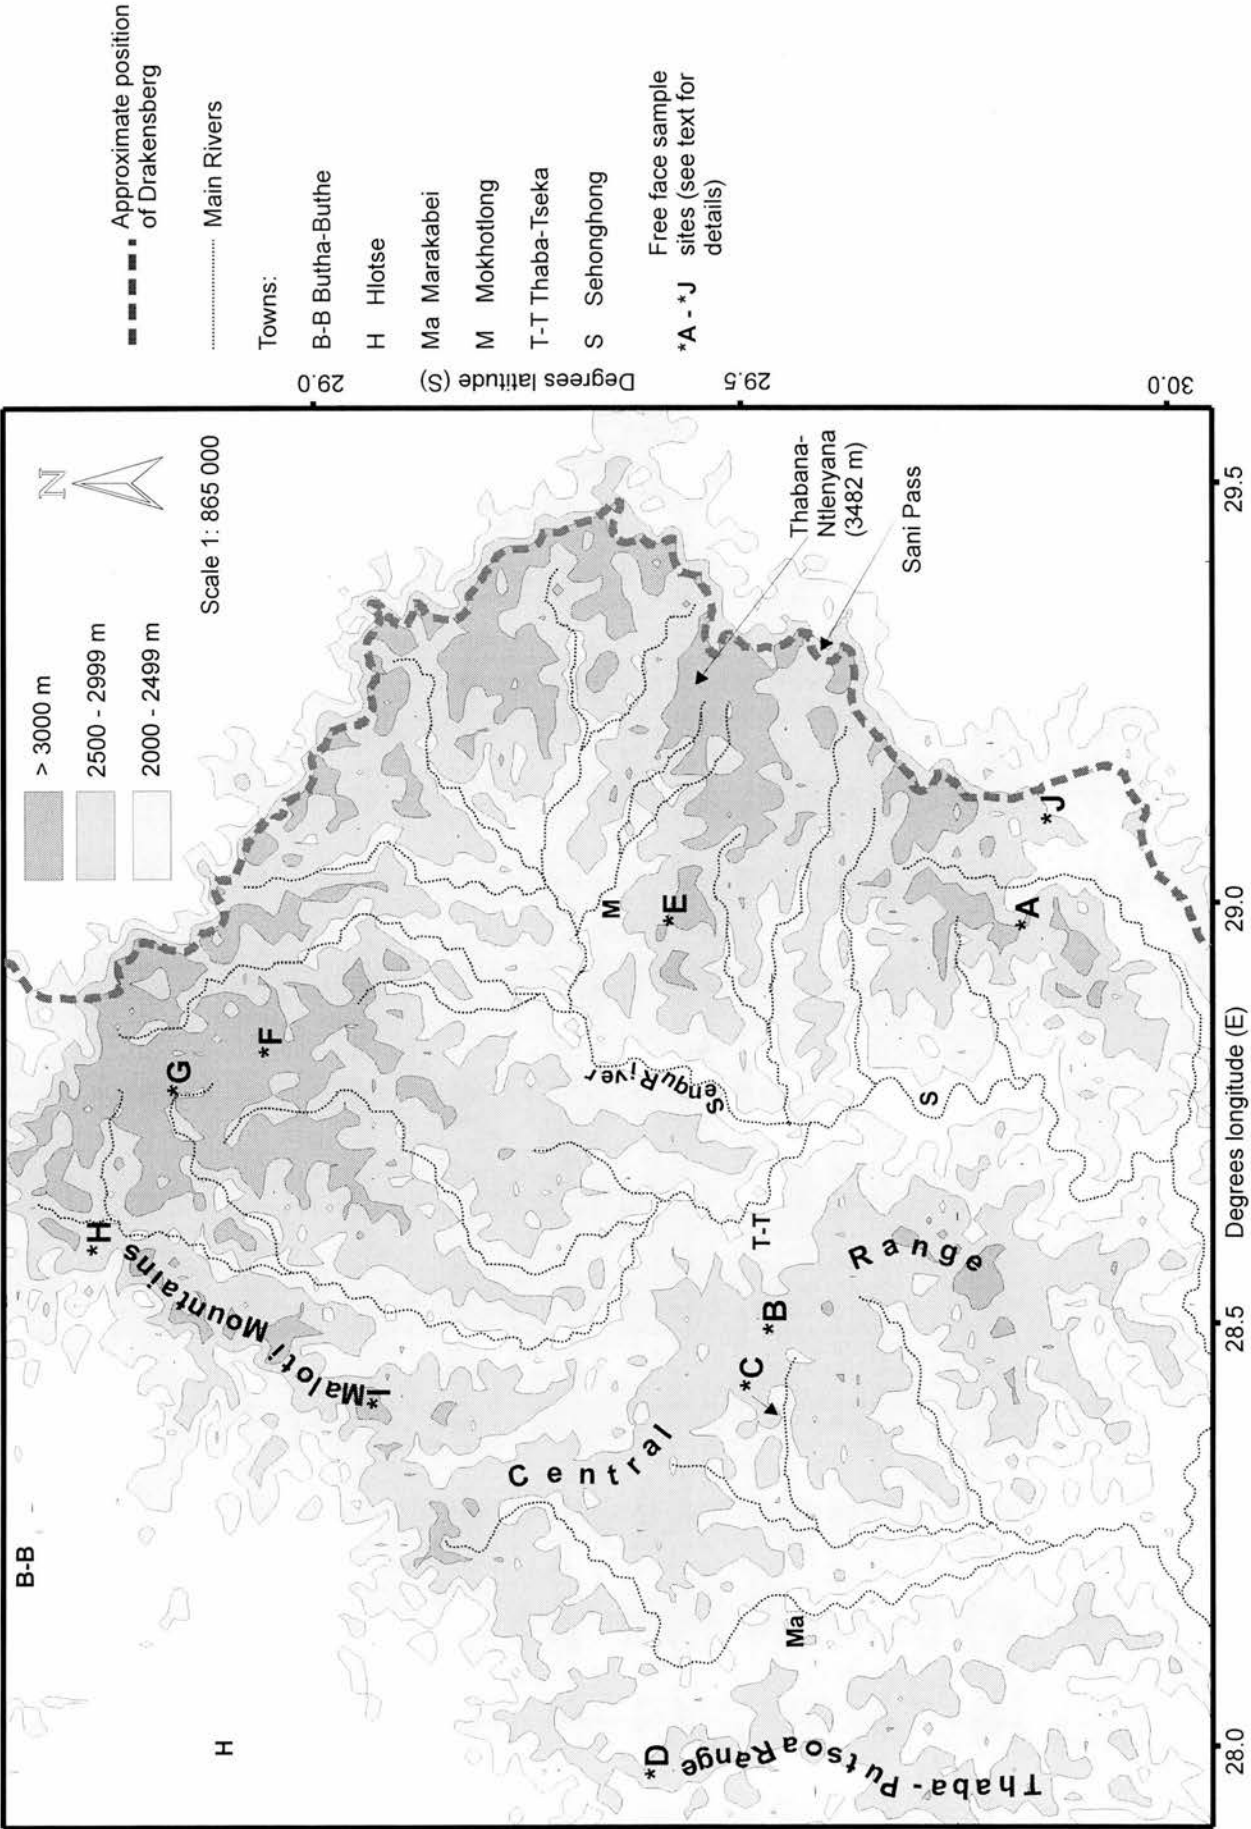 > 3000 m
2500 - 2999 m
2000 - 2499 m
N
Scale 1: 865 000
B-B
H
*H
*G
*F
*I
Maloti Mountains
Central
Range
*D
Thaba-Putsoa Range
Ma
*C
*B
T-T
Senqu River
S
M
*E
*A
*J
Thabana-
Ntlenyana
(3482 m)
Sani Pass
29.0
29.5
30.0
Degrees latitude (S)
28.0
28.5
29.0
29.5
Degrees longitude (E)
Approximate position
of Drakensberg
Main Rivers
Towns:
B-B Butha-Buthe
H Hlotse
Ma Marakabei
M Mokhotlong
T-T Thaba-Tseka
S Sehonghong
*A - *J Free face sample
sites (see text for
details)